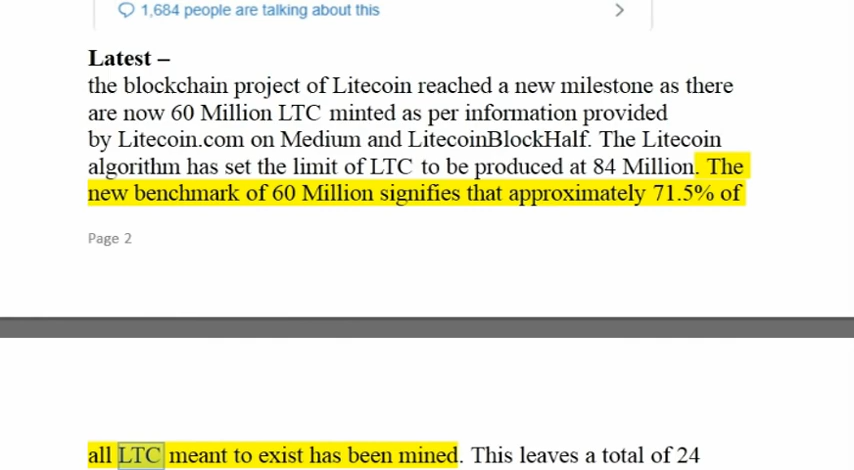 1,684 people are talking about this
Latest –
the blockchain project of Litecoin reached a new milestone as there
are now 60 Million LTC minted as per information provided
by Litecoin.com on Medium and LitecoinBlockHalf. The Litecoin
algorithm has set the limit of LTC to be produced at 84 Million. The
new benchmark of 60 Million signifies that approximately 71.5% of
Page 2
all LTC meant to exist has been mined. This leaves a total of 24